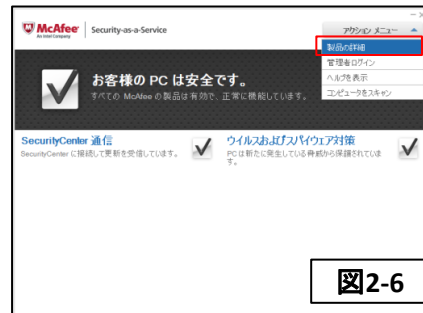 McAfee
An Intel Company
Security-as-a-Service
アクション メニュー
製品の詳細
管理者ログイン
ヘルプを表示
コンピュータをスキャン
お客様の PC は安全です。
すべての McAfee の製品は有効で、正常に機能しています。
SecurityCenter 通信
SecurityCenter に接続して更新を受信しています。
ウイルスおよびスパイウェア対策
PC は新たに発生している脅威から保護されていま
す。
図2-6